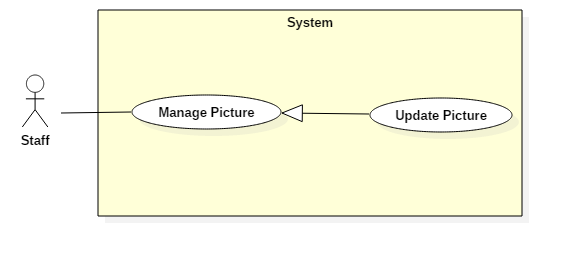 System
Manage Picture
Update Picture
Staff